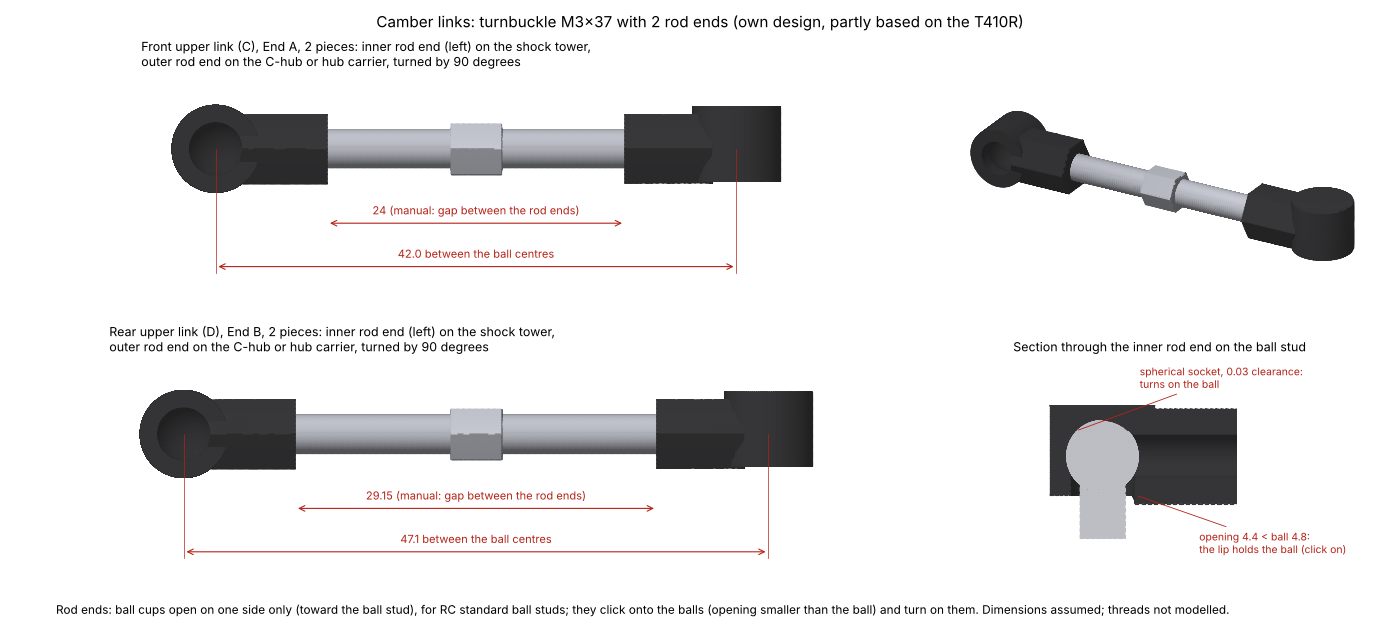 Camber links: turnbuckle M3×37 with 2 rod ends (own design, partly based on the T410R)
Front upper link (C), End A, 2 pieces: inner rod end (left) on the shock tower,
outer rod end on the C-hub or hub carrier, turned by 90 degrees
24 (manual: gap between the rod ends)
42.0 between the ball centres
Rear upper link (D), End B, 2 pieces: inner rod end (left) on the shock tower,
outer rod end on the C-hub or hub carrier, turned by 90 degrees
29.15 (manual: gap between the rod ends)
47.1 between the ball centres
Section through the inner rod end on the ball stud
spherical socket, 0.03 clearance:
turns on the ball
opening 4.4 < ball 4.8:
the lip holds the ball (click on)
Rod ends: ball cups open on one side only (toward the ball stud), for RC standard ball studs; they click onto the balls (opening smaller than the ball) and turn on them. Dimensions assumed; threads not modelled.